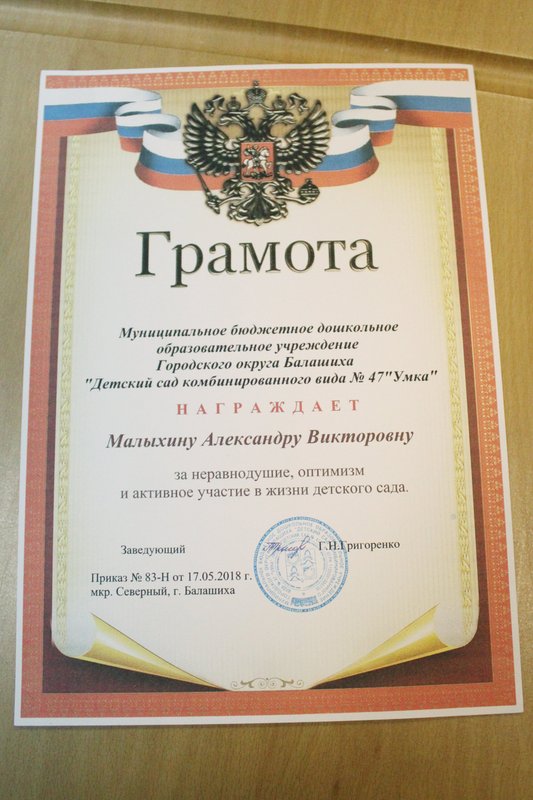 Грамота
Муниципальное бюджетное дошкольное
образовательное учреждение
Городского округа Балашиха
"Детский сад комбинированного вида № 47"Умка"
НАГРАЖДАЕТ
Малыхину Александру Викторовну
за неравнодушие, оптимизм
и активное участие в жизни детского сада.
Заведующий Г.Н.Григоренко
Приказ № 83-Н от 17.05.2018 г.
мкр. Северный, г. Балашиха